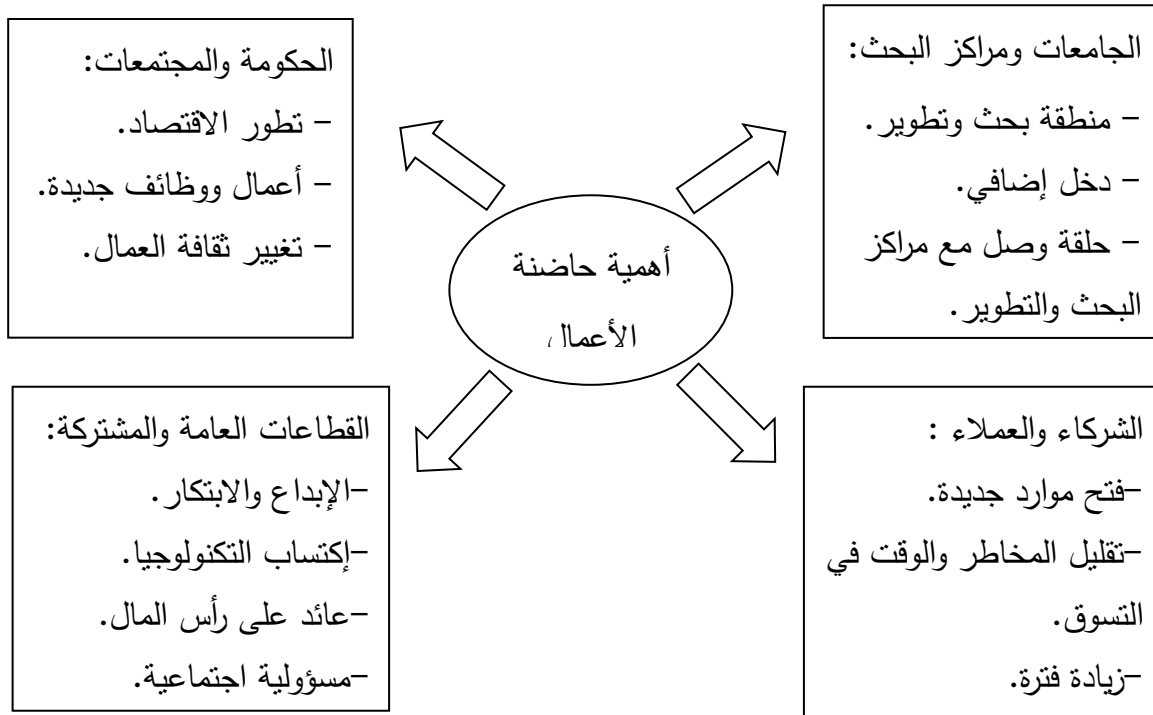 الجامعات ومراكز البحث:
- منطقة بحث وتطوير.
- دخل إضافي.
- حلقة وصل مع مراكز
البحث والتطوير.
الحكومة والمجتمعات:
- تطور الاقتصاد.
- أعمال ووظائف جديدة.
- تغيير ثقافة العمال.
أهمية حاضنة
الأعمال
الشركاء والعملاء :
-فتح موارد جديدة.
-تقليل المخاطر والوقت في
التسوق.
-زيادة فترة.
القطاعات العامة والمشتركة:
-الإبداع والابتكار.
-إكتساب التكنولوجيا.
-عائد على رأس المال.
-مسؤولية اجتماعية.